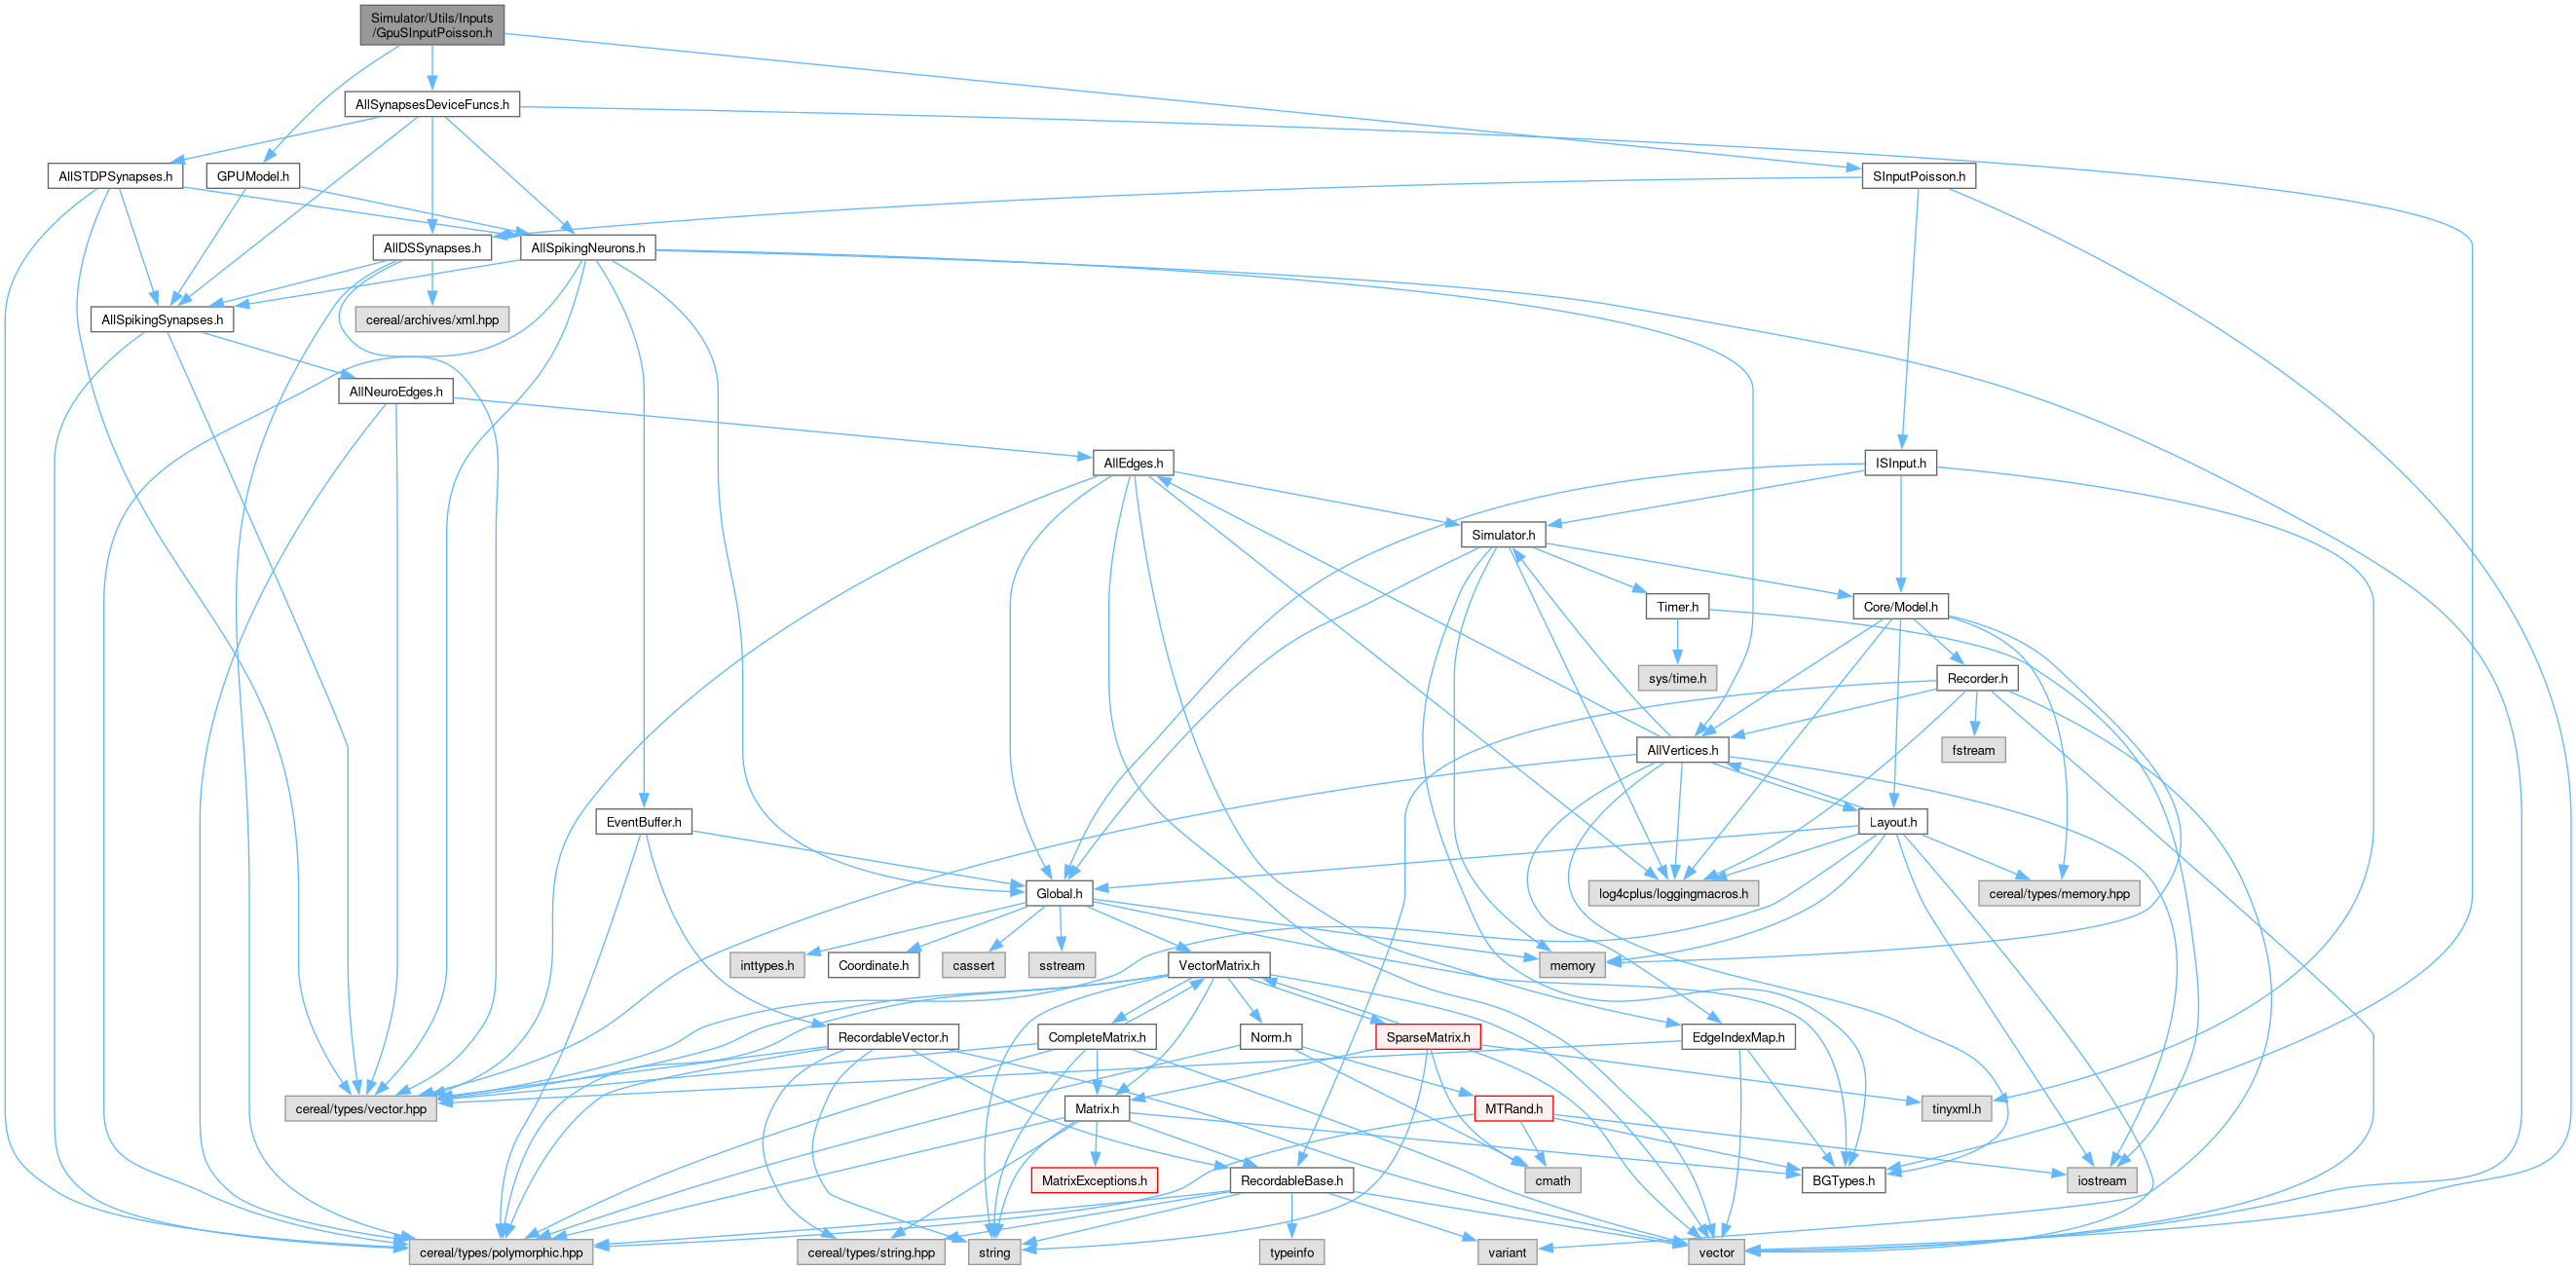 Simulator/Utils/Inputs
/GpuSInputPoisson.h
AllSynapsesDeviceFuncs.h
AllSTDPSynapses.h
GPUModel.h
SInputPoisson.h
AllDSSynapses.h
AllSpikingNeurons.h
AllSpikingSynapses.h
cereal/archives/xml.hpp
AllNeuroEdges.h
AllEdges.h
ISInput.h
Simulator.h
Timer.h
Core/Model.h
sys/time.h
Recorder.h
AllVertices.h
fstream
EventBuffer.h
Layout.h
Global.h
log4cplus/loggingmacros.h
cereal/types/memory.hpp
inttypes.h
Coordinate.h
cassert
sstream
VectorMatrix.h
memory
RecordableVector.h
CompleteMatrix.h
Norm.h
SparseMatrix.h
EdgeIndexMap.h
cereal/types/vector.hpp
Matrix.h
MTRand.h
tinyxml.h
MatrixExceptions.h
RecordableBase.h
cmath
BGTypes.h
iostream
cereal/types/polymorphic.hpp
cereal/types/string.hpp
string
typeinfo
variant
vector